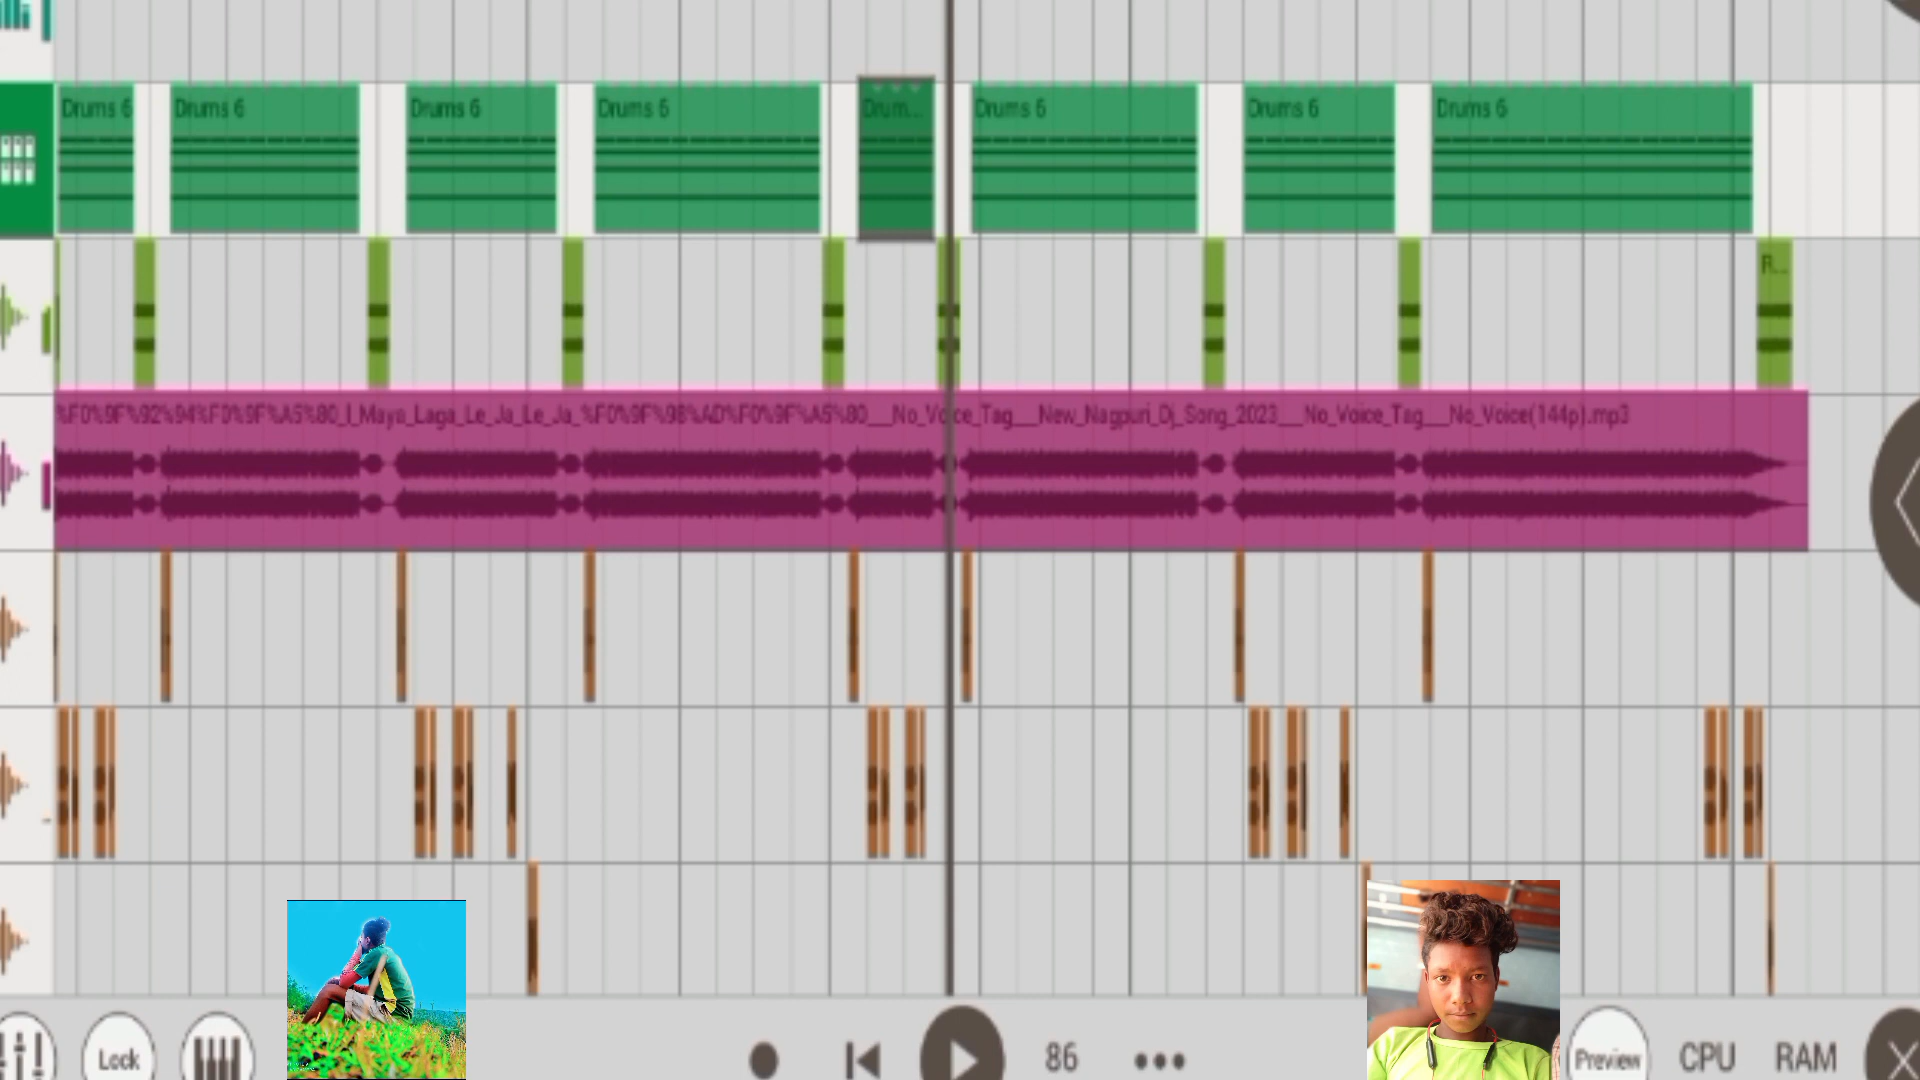 Drums 6 Drums 6 Drums 6 Drums 6 Drum... Drums 6 Drums 6 Drums 6
R...
%F0%9F%92%94%F0%9F%A5%80_I_Maya_Laga_Le_Ja_Le_Ja_%F0%9F%98%AD%F0%9F%A5%80__No_Voice_Tag___New_Nagpuri_Dj_Song_2023___No_Voice_Tag___No_Voice(144p).mp3
Lock 86 Preview CPU RAM